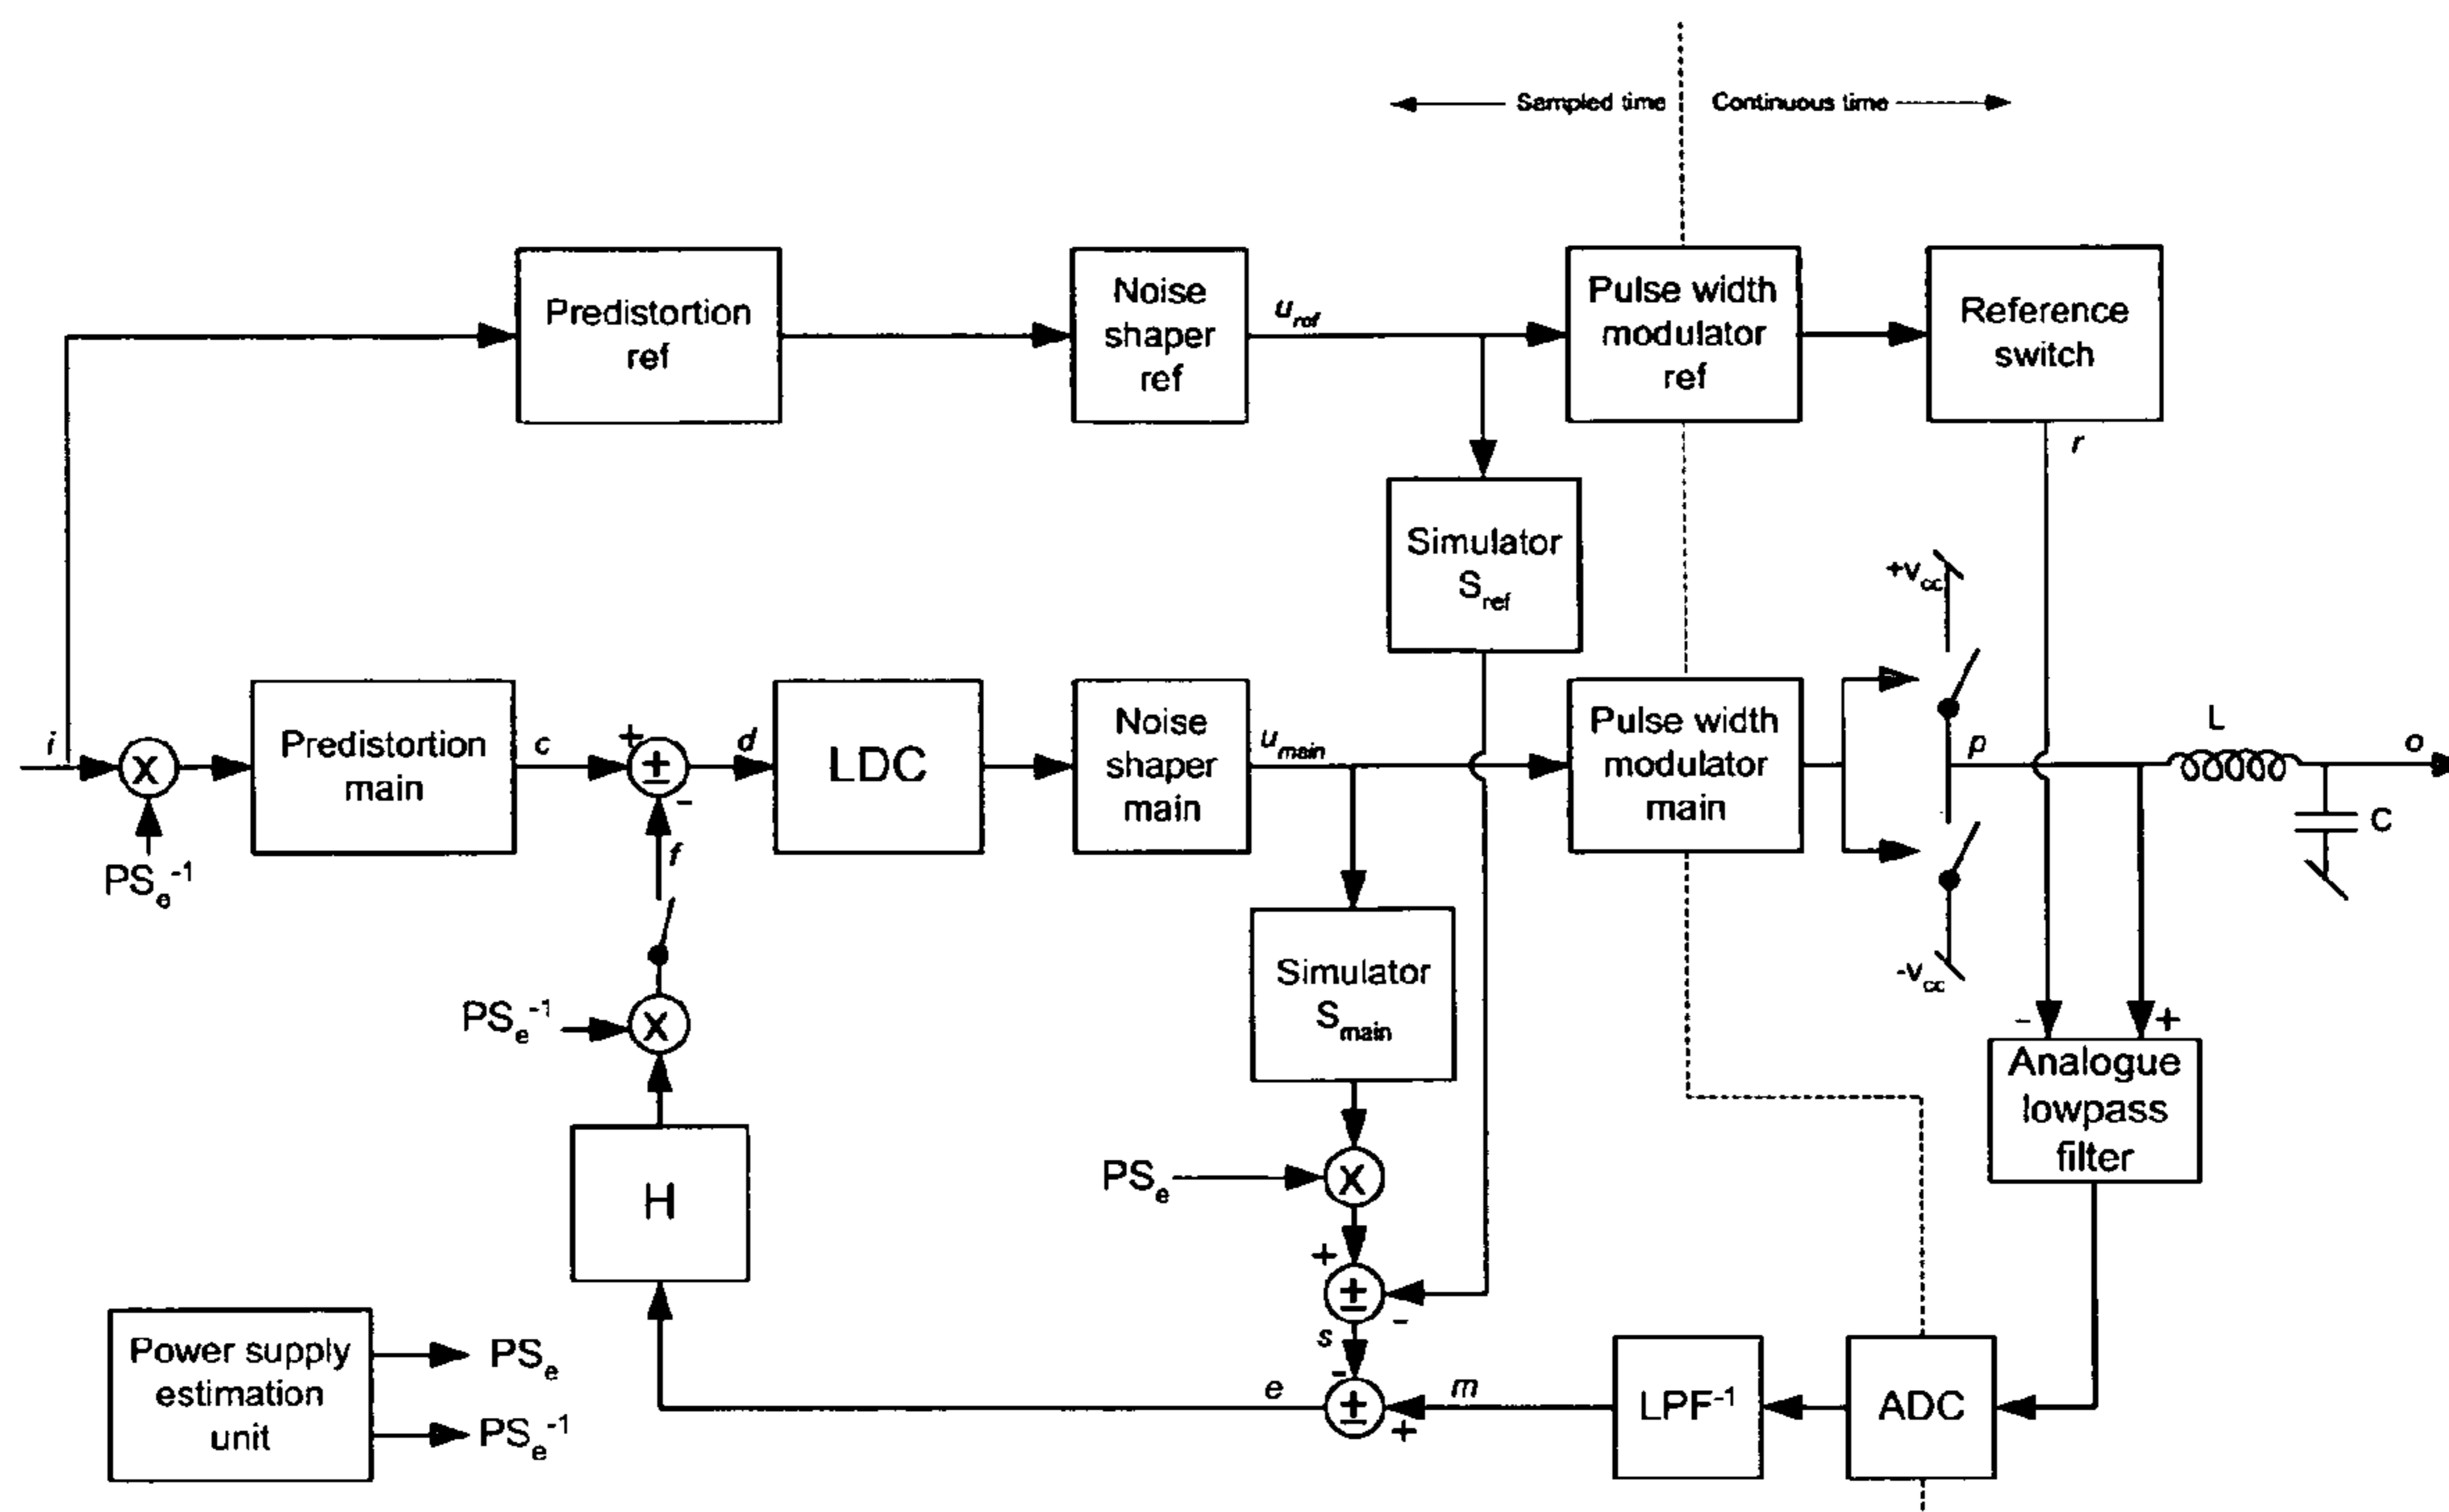 Sampled time
Continuous time
Predistortion
ref
Noise
shaper
ref
u_ref
Pulse width
modulator
ref
Reference
switch
r
Simulator
S_ref
+v_cc
i
X
PS_e^-1
Predistortion
main
c
+
±
-
d
LDC
Noise
shaper
main
u_main
Pulse width
modulator
main
p
L
o
C
-v_cc
f
PS_e^-1
X
Simulator
S_main
-
+
Analogue
lowpass
filter
H
PS_e
X
+
±
-
s
-
e
±
+
m
LPF^-1
ADC
Power supply
estimation
unit
PS_e
PS_e^-1